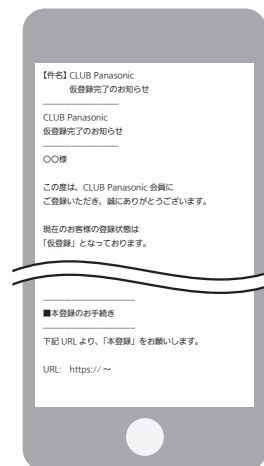 【件名】CLUB Panasonic
仮登録完了のお知らせ
CLUB Panasonic
仮登録完了のお知らせ
〇〇様
この度は、CLUB Panasonic 会員に
ご登録いただき、誠にありがとうございます。
現在のお客様の登録状態は
「仮登録」となっております。
■本登録のお手続き
下記 URL より、「本登録」をお願いします。
URL: https:// ～